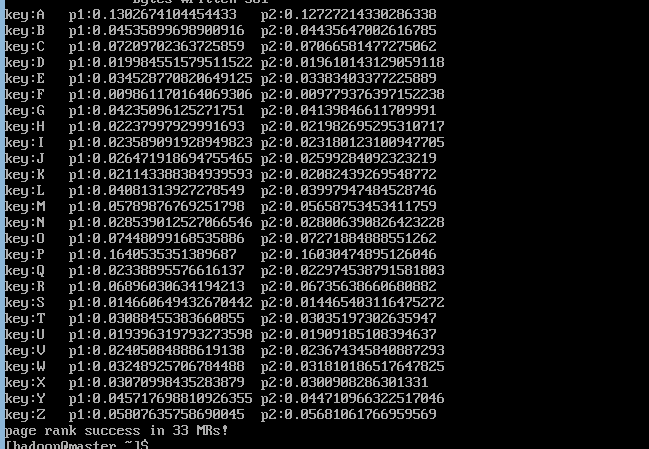 Bytes Written 581
key:A p1:0.1302674104454433 p2:0.12727214330286338
key:B p1:0.04535899698900916 p2:0.04435647002616785
key:C p1:0.07209702363725859 p2:0.07066581477275062
key:D p1:0.019984551579511522 p2:0.019610143129059118
key:E p1:0.034528770820649125 p2:0.03383403377225889
key:F p1:0.009861170164069306 p2:0.009779376397152238
key:G p1:0.04235096125271751 p2:0.04139846611709991
key:H p1:0.02237997929991693 p2:0.021982695295310717
key:I p1:0.023589091928949823 p2:0.023180123100947705
key:J p1:0.026471918694755465 p2:0.02599284092323219
key:K p1:0.021143388384939593 p2:0.02082439269548772
key:L p1:0.04081313927278549 p2:0.03997947484528746
key:M p1:0.05789876769251798 p2:0.05658753453411759
key:N p1:0.028539012527066546 p2:0.028006390826423228
key:O p1:0.07448099168535886 p2:0.07271884888551262
key:P p1:0.1640535351389687 p2:0.16030474895126046
key:Q p1:0.02338895576616137 p2:0.022974538791581803
key:R p1:0.06896030634194213 p2:0.06735638660680882
key:S p1:0.014660649432670442 p2:0.0144654031164​75272
key:T p1:0.03088455383660855 p2:0.03035197302635947
key:U p1:0.019396319793273598 p2:0.01909185108394637
key:V p1:0.02405084888619138 p2:0.023674345840887293
key:W p1:0.03248925706784488 p2:0.031810186517647825
key:X p1:0.03070998435283879 p2:0.0300908286301331
key:Y p1:0.045717698810926355 p2:0.044710966322517046
key:Z p1:0.05807635758690045 p2:0.05681061766959569
page rank success in 33 MRs!
[hadoop@master ~]$